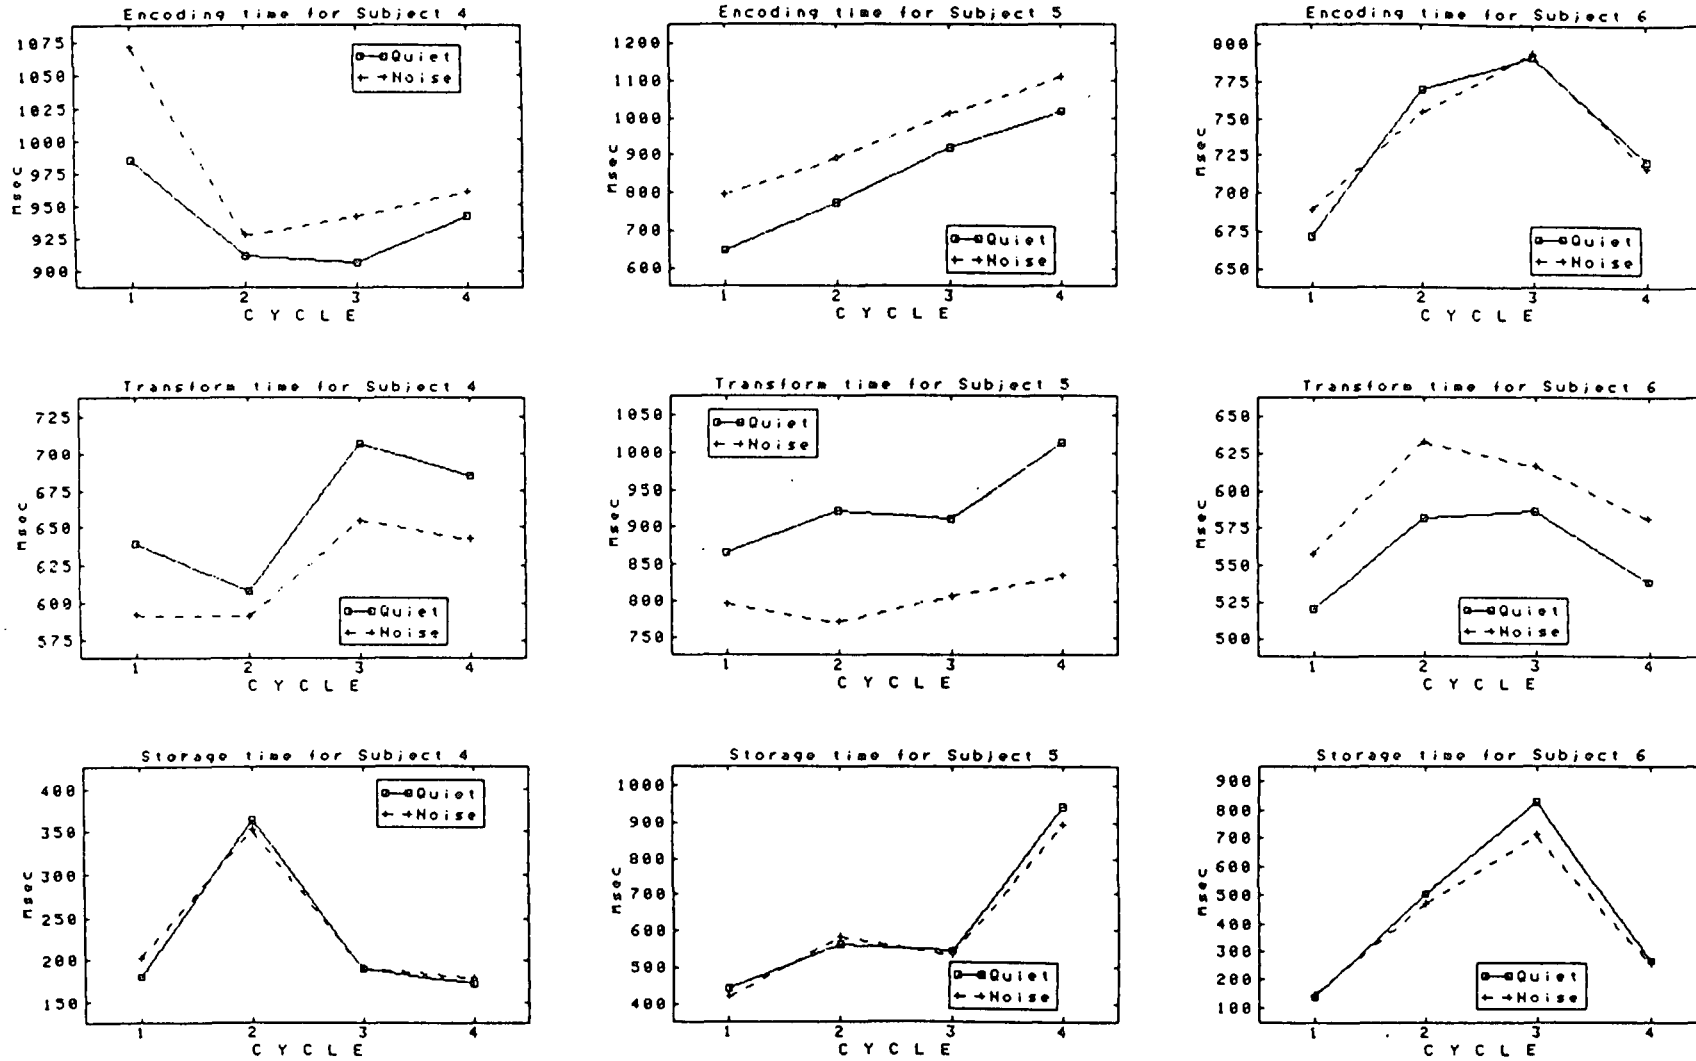 Encoding time for Subject 4
1075
1050
1025
1000
975
950
925
900
msec
Quiet
Noise
1 2 3 4
CYCLE
Encoding time for Subject 5
1200
1100
1000
900
800
700
600
msec
Quiet
Noise
1 2 3 4
CYCLE
Encoding time for Subject 6
800
775
750
725
700
675
650
msec
Quiet
Noise
1 2 3 4
CYCLE
Transform time for Subject 4
725
700
675
650
625
600
575
msec
Quiet
Noise
1 2 3 4
CYCLE
Transform time for Subject 5
1050
1000
950
900
850
800
750
msec
Quiet
Noise
1 2 3 4
CYCLE
Transform time for Subject 6
650
625
600
575
550
525
500
msec
Quiet
Noise
1 2 3 4
CYCLE
Storage time for Subject 4
400
350
300
250
200
150
msec
Quiet
Noise
1 2 3 4
CYCLE
Storage time for Subject 5
1000
900
800
700
600
500
400
msec
Quiet
Noise
1 2 3 4
CYCLE
Storage time for Subject 6
900
800
700
600
500
400
300
200
100
msec
Quiet
Noise
1 2 3 4
CYCLE